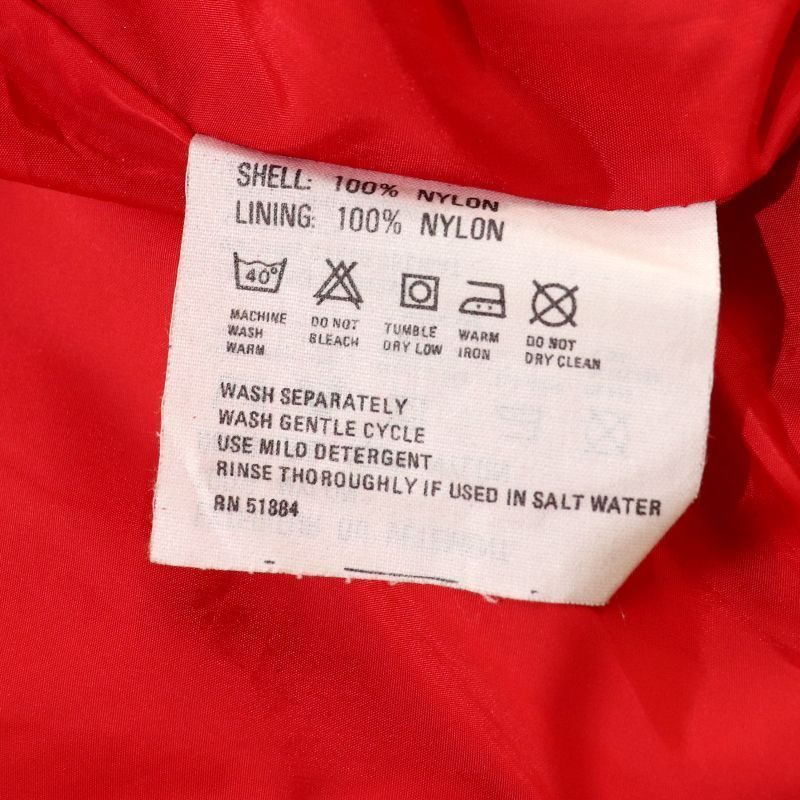 SHELL: 100% NYLON
LINING: 100% NYLON
40°
MACHINE WASH WARM
DO NOT BLEACH
TUMBLE DRY LOW
WARM IRON
DO NOT DRY CLEAN
WASH SEPARATELY
WASH GENTLE CYCLE
USE MILD DETERGENT
RINSE THOROUGHLY IF USED IN SALT WATER
RN 51884